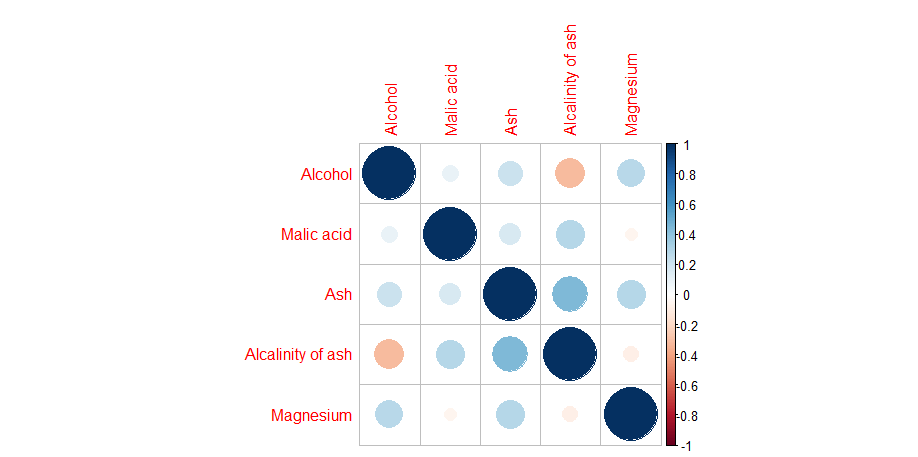 Alcohol
Malic acid
Ash
Alcalinity of ash
Magnesium
Alcohol
Malic acid
Ash
Alcalinity of ash
Magnesium
1
0.8
0.6
0.4
0.2
0
-0.2
-0.4
-0.6
-0.8
-1